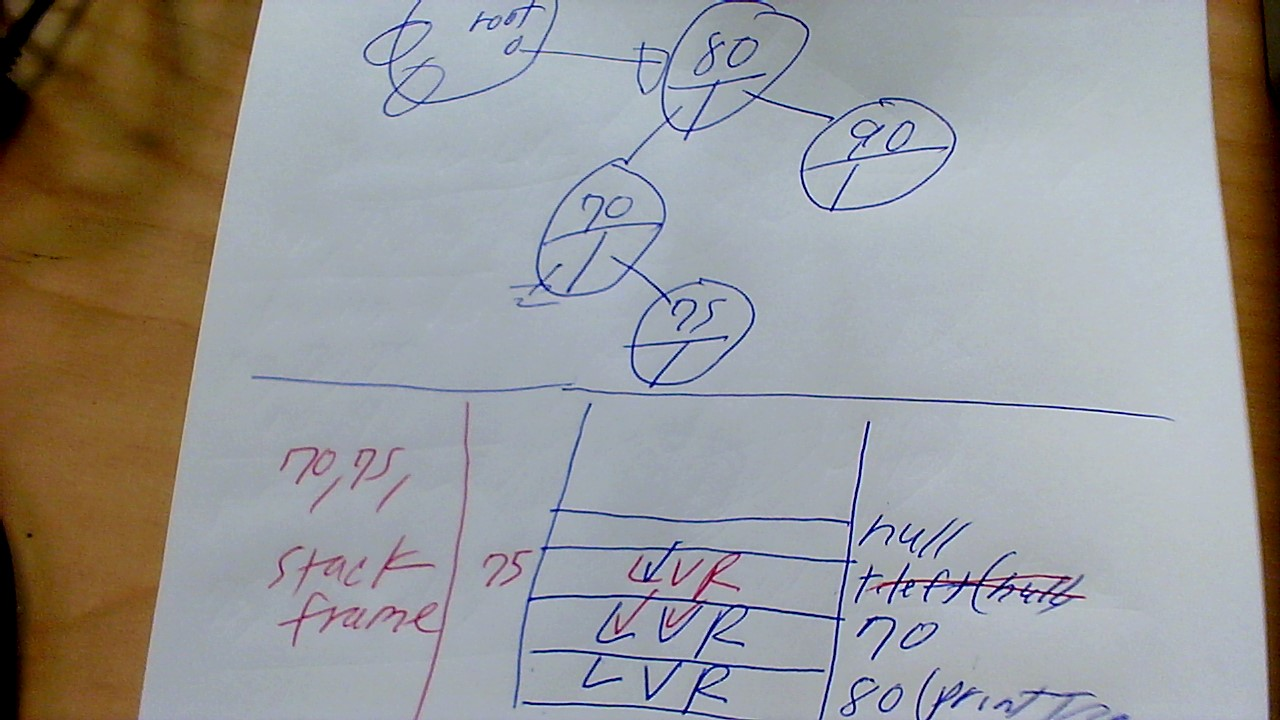 root
80
90
70
75
70, 75,
null
stack
75
LVR
t.left(null
frame
LVR
70
LVR
80 (print